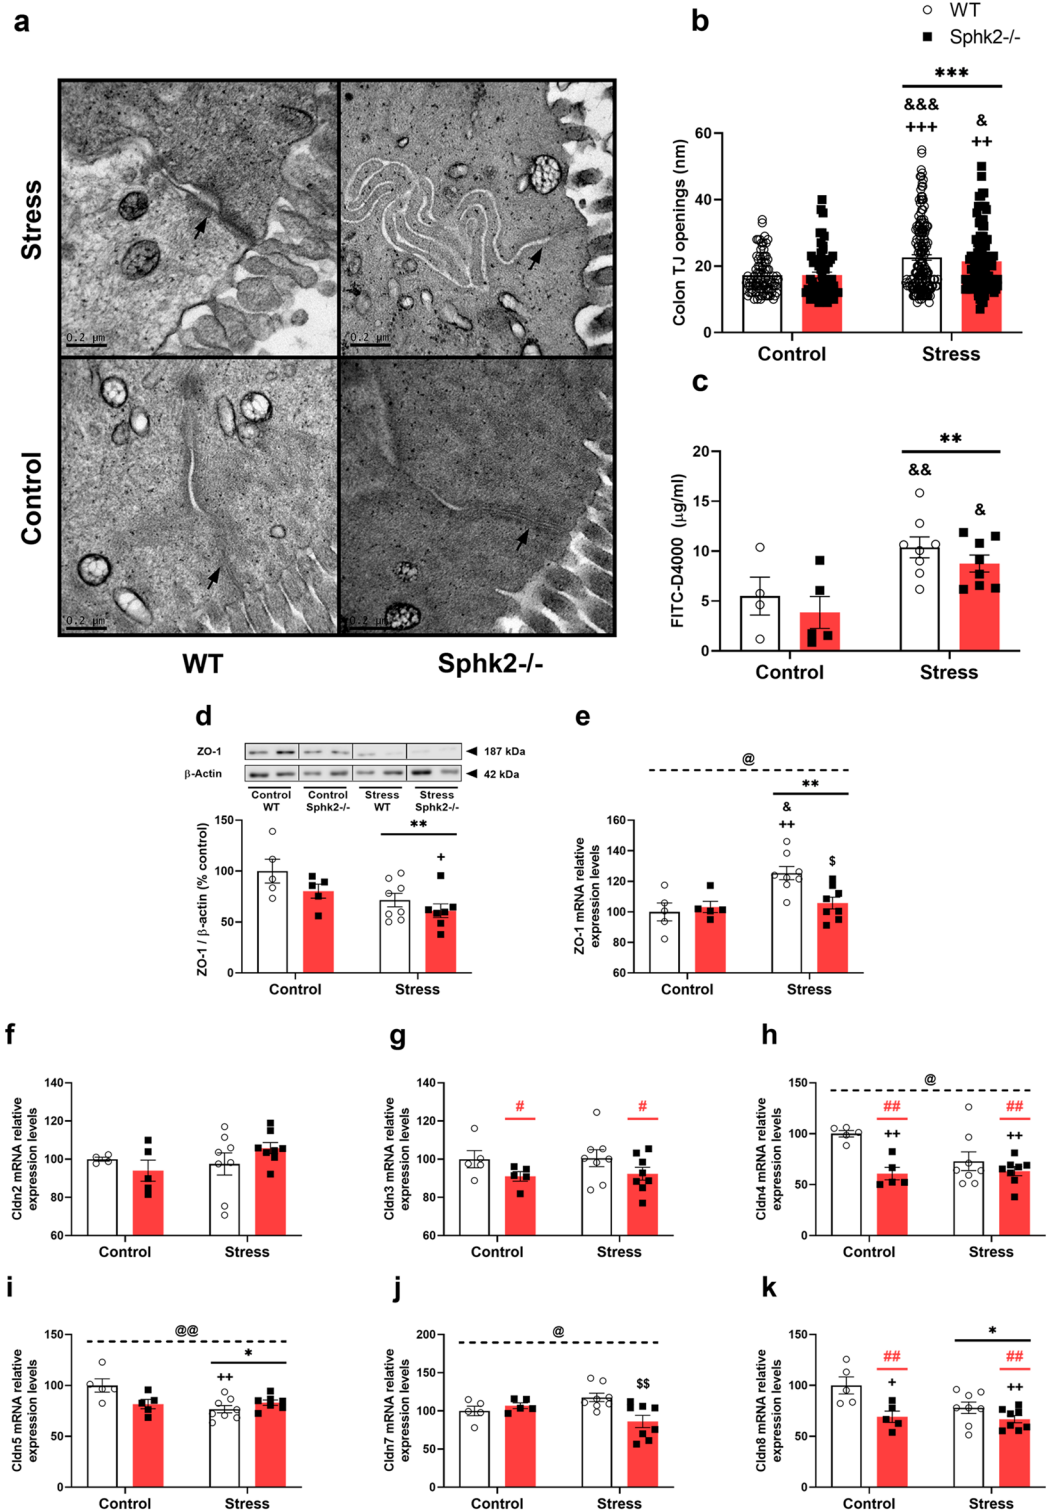 a
b
WT
Sphk2-/-
Stress
Control
0.2 µm
0.2 µm
0.2 µm
0.2 µm
WT
Sphk2-/-
***
&&&
+++
&
++
Colon TJ openings (nm)
60
40
20
0
Control
Stress
c
**
&&
&
FITC-D4000 (µg/ml)
20
15
10
5
0
Control
Stress
d
ZO-1
187 kDa
β-Actin
42 kDa
Control WT
Control Sphk2-/-
Stress WT
Stress Sphk2-/-
**
+
ZO-1 / β-actin (% control)
150
100
50
0
Control
Stress
e
@
**
&
++
$
ZO-1 mRNA relative
expression levels
160
140
120
100
80
60
Control
Stress
f
Cldn2 mRNA relative
expression levels
140
120
100
80
60
Control
Stress
g
#
#
Cldn3 mRNA relative
expression levels
140
120
100
80
60
Control
Stress
h
@
##
##
++
++
Cldn4 mRNA relative
expression levels
150
100
50
0
Control
Stress
i
@@
*
++
Cldn5 mRNA relative
expression levels
150
100
50
0
Control
Stress
j
@
$$
Cldn7 mRNA relative
expression levels
200
150
100
50
0
Control
Stress
k
*
##
##
+
++
Cldn8 mRNA relative
expression levels
150
100
50
0
Control
Stress